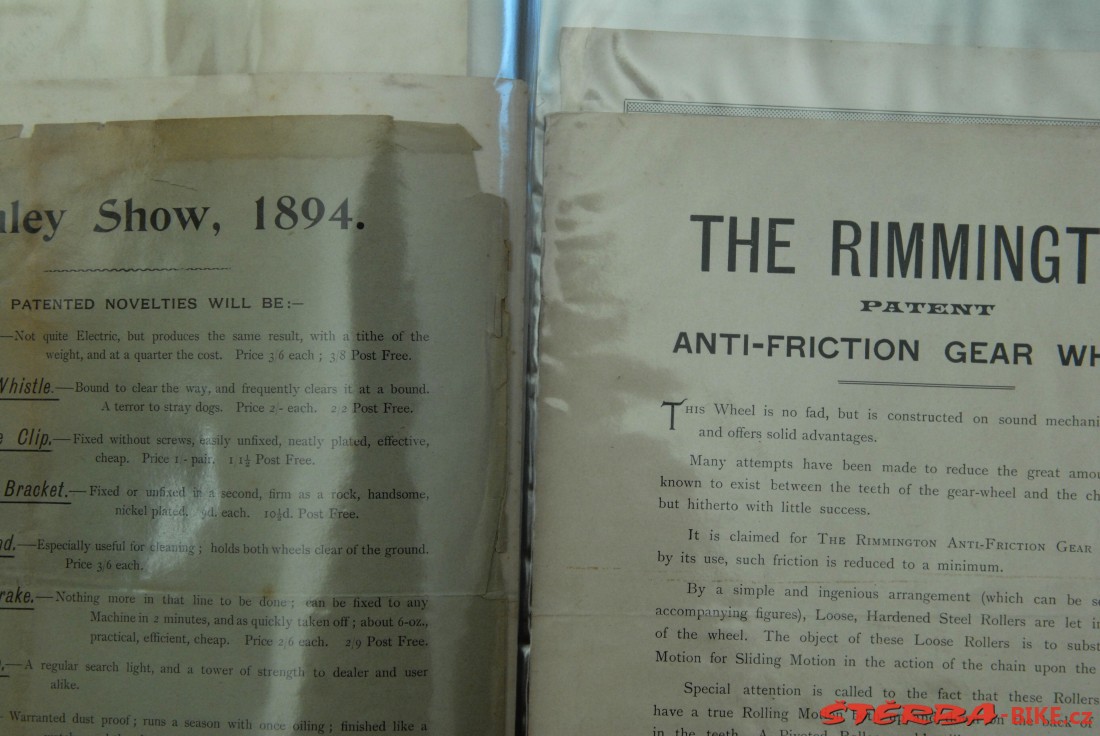 ley Show, 1894.
PATENTED NOVELTIES WILL BE:—
—Not quite Electric, but produces the same result, with a tithe of the
weight, and at a quarter the cost. Price 3/6 each; 3/8 Post Free.
Whistle.—Bound to clear the way, and frequently clears it at a bound.
A terror to stray dogs. Price 2/- each. 2/2 Post Free.
e Clip.—Fixed without screws, easily unfixed, neatly plated, effective,
cheap. Price 1/- pair. 1/1½ Post Free.
Bracket.—Fixed or unfixed in a second, firm as a rock, handsome,
nickel plated. 9d. each. 10½d. Post Free.
nd.—Especially useful for cleaning; holds both wheels clear of the ground.
Price 3/6 each.
rake.—Nothing more in that line to be done; can be fixed to any
Machine in 2 minutes, and as quickly taken off; about 6-oz.,
practical, efficient, cheap. Price 2/6 each. 2/9 Post Free.
—A regular search light, and a tower of strength to dealer and user
alike.
—Warranted dust proof; runs a season with once oiling; finished like a
THE RIMMINGT
PATENT
ANTI-FRICTION GEAR WH
THIS Wheel is no fad, but is constructed on sound mechani
and offers solid advantages.
Many attempts have been made to reduce the great amou
known to exist between the teeth of the gear-wheel and the ch
but hitherto with little success.
It is claimed for THE RIMMINGTON ANTI-FRICTION GEAR
by its use, such friction is reduced to a minimum.
By a simple and ingenious arrangement (which can be se
accompanying figures), Loose, Hardened Steel Rollers are let in
of the wheel. The object of these Loose Rollers is to subst
Motion for Sliding Motion in the action of the chain upon the
Special attention is called to the fact that these Rollers
have a true Rolling Motion on the back of
in the teeth. A Pivoted Roller
ŠTĚRBA-BIKE.cz